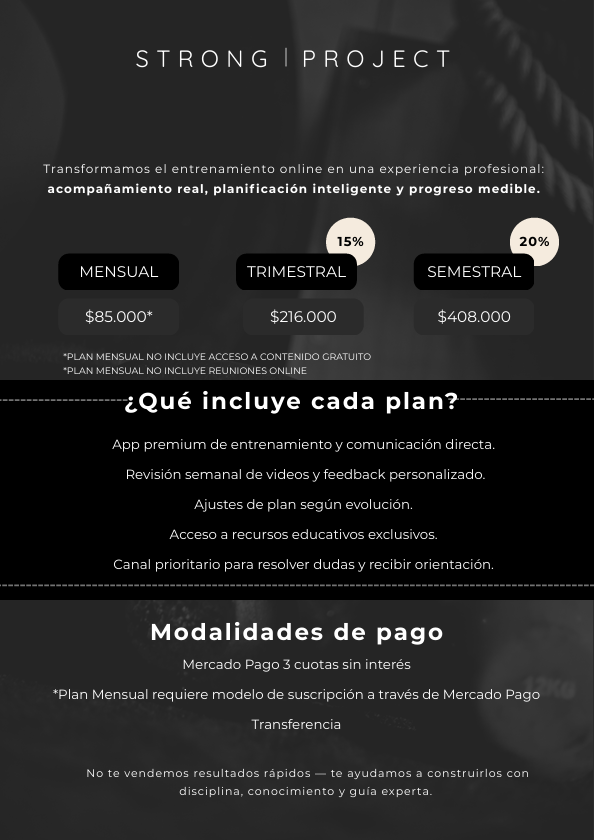 STRONG | PROJECT
Transformamos el entrenamiento online en una experiencia profesional:
acompañamiento real, planificación inteligente y progreso medible.
15%
20%
MENSUAL
TRIMESTRAL
SEMESTRAL
$85.000*
$216.000
$408.000
*PLAN MENSUAL NO INCLUYE ACCESO A CONTENIDO GRATUITO
*PLAN MENSUAL NO INCLUYE REUNIONES ONLINE
¿Qué incluye cada plan?
App premium de entrenamiento y comunicación directa.
Revisión semanal de videos y feedback personalizado.
Ajustes de plan según evolución.
Acceso a recursos educativos exclusivos.
Canal prioritario para resolver dudas y recibir orientación.
Modalidades de pago
Mercado Pago 3 cuotas sin interés
*Plan Mensual requiere modelo de suscripción a través de Mercado Pago
Transferencia
12KG
No te vendemos resultados rápidos — te ayudamos a construirlos con
disciplina, conocimiento y guía experta.